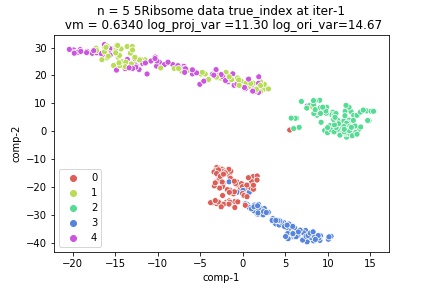 n = 5 5Ribsome data true_index at iter-1
vm = 0.6340 log_proj_var =11.30 log_ori_var=14.67
30
20
10
0
−10
−20
−30
−40
comp-2
0
1
2
3
4
−20 −15 −10 −5 0 5 10 15
comp-1